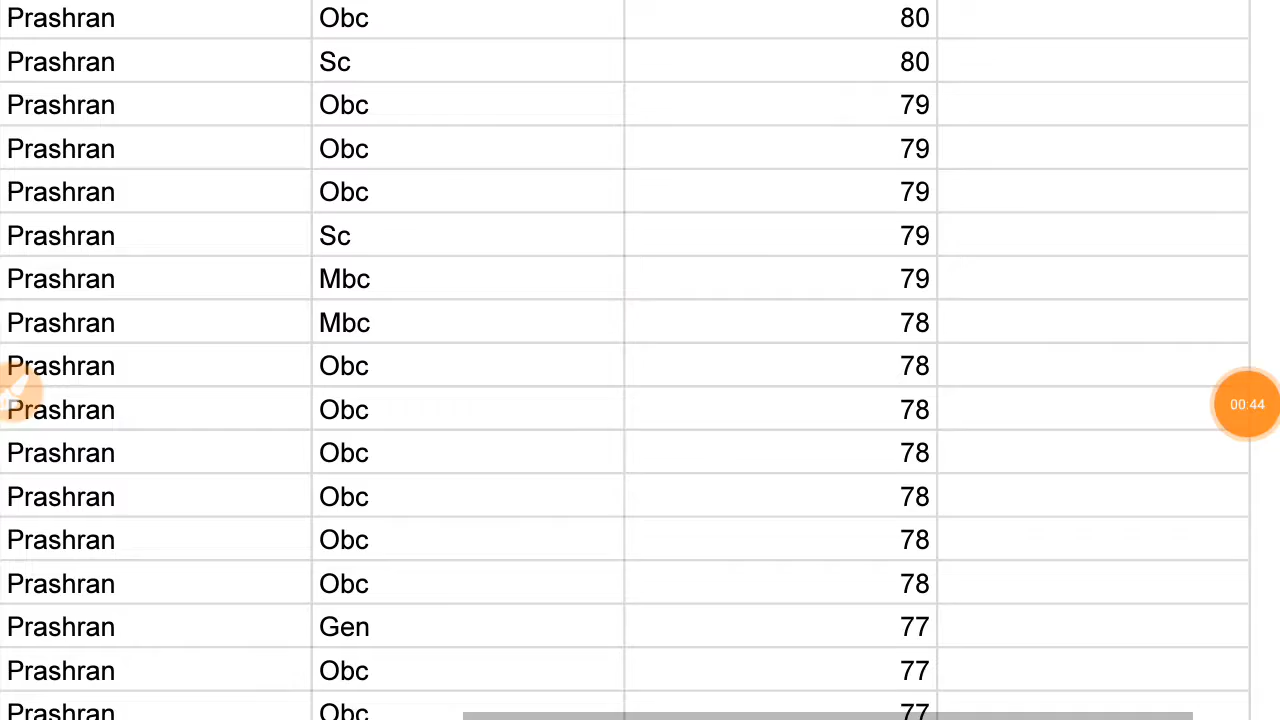 Prashran Obc 80
Prashran Sc 80
Prashran Obc 79
Prashran Obc 79
Prashran Obc 79
Prashran Sc 79
Prashran Mbc 79
Prashran Mbc 78
Prashran Obc 78
Prashran Obc 78
00:44
Prashran Obc 78
Prashran Obc 78
Prashran Obc 78
Prashran Obc 78
Prashran Gen 77
Prashran Obc 77
Prashran Obc 77